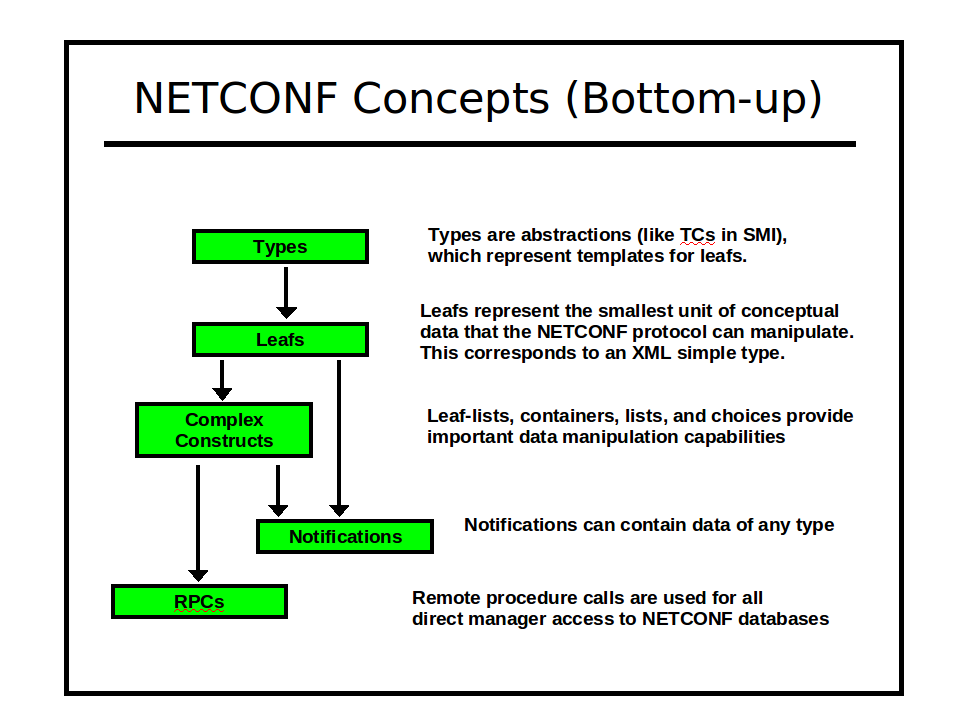 NETCONF Concepts (Bottom-up)
Types
Types are abstractions (like TCs in SMI),
which represent templates for leafs.
Leafs
Leafs represent the smallest unit of conceptual
data that the NETCONF protocol can manipulate.
This corresponds to an XML simple type.
Complex
Constructs
Leaf-lists, containers, lists, and choices provide
important data manipulation capabilities
Notifications
Notifications can contain data of any type
RPCs
Remote procedure calls are used for all
direct manager access to NETCONF databases